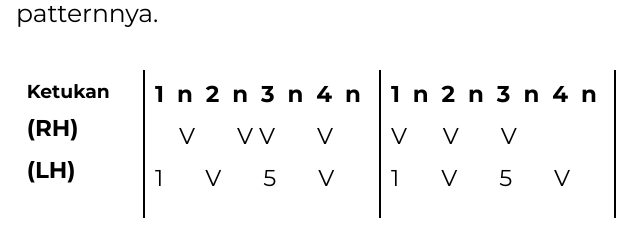 patternnya.
Ketukan 1 n 2 n 3 n 4 n 1 n 2 n 3 n 4 n
(RH) V V V V V V V
(LH) 1 V 5 V 1 V 5 V